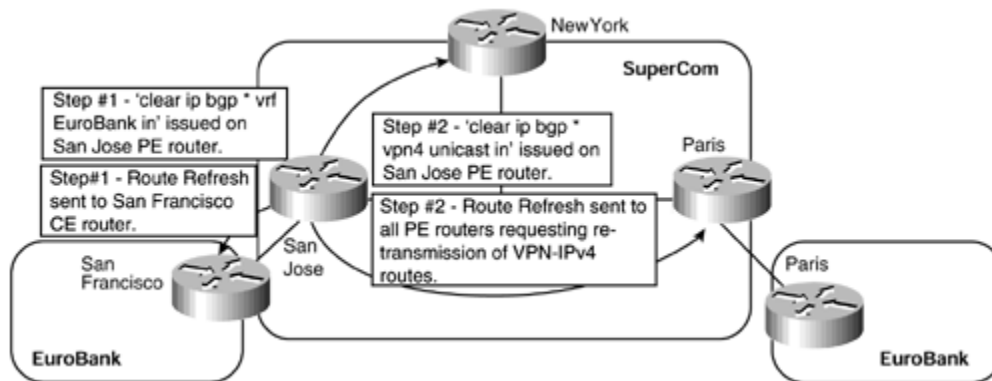 NewYork
SuperCom
Step #1 - 'clear ip bgp * vrf
EuroBank in' issued on
San Jose PE router.
Step #2 - 'clear ip bgp *
vpn4 unicast in' issued on
San Jose PE router.
Paris
Step#1 - Route Refresh
sent to San Francisco
CE router.
Step #2 - Route Refresh sent to
all PE routers requesting re-
transmission of VPN-IPv4
routes.
San
Jose
San
Francisco
Paris
EuroBank
EuroBank